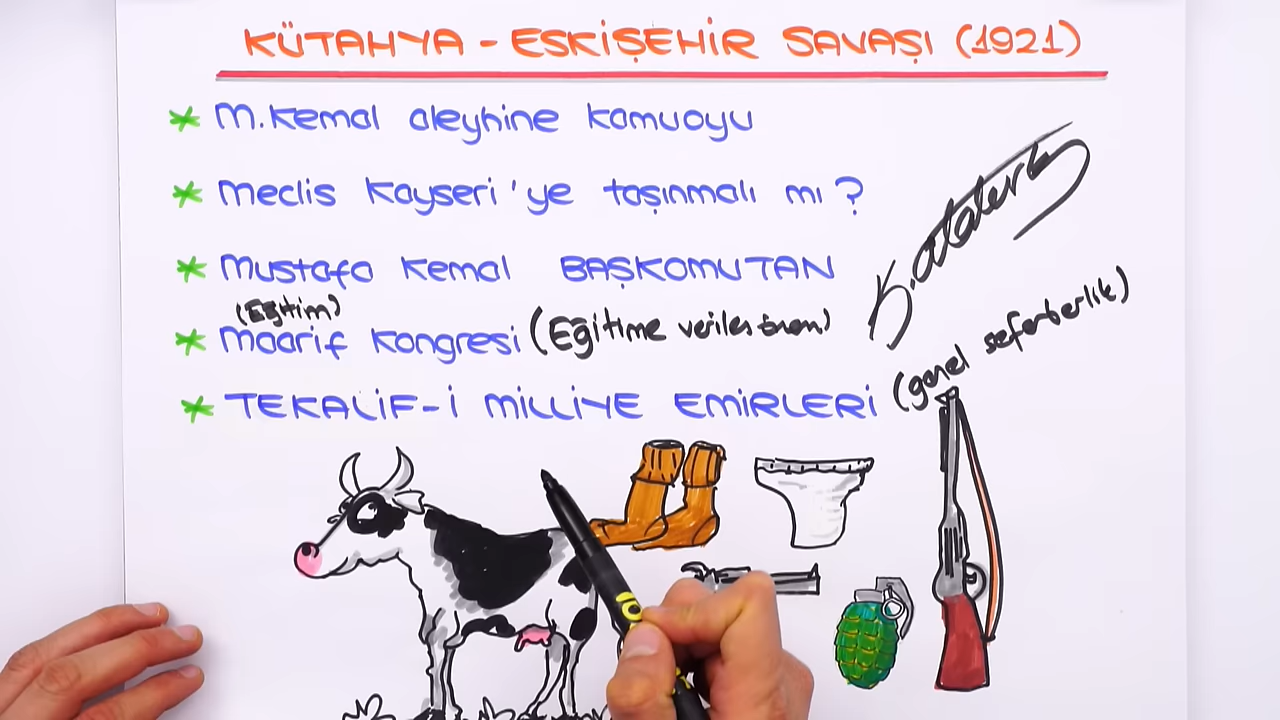 KÜTAHYA - ESKİŞEHİR SAVAŞI (1921)
* M.Kemal aleyhine kamuoyu
* Meclis Kayseri'ye taşınmalı mı?
* Mustafa Kemal BAŞKOMUTAN
(Eğitim)
* Maarif Kongresi (Eğitime verilen önem)
* TEKALİF-İ MİLLİYE EMİRLERİ (genel seferberlik)
K. Atatürk